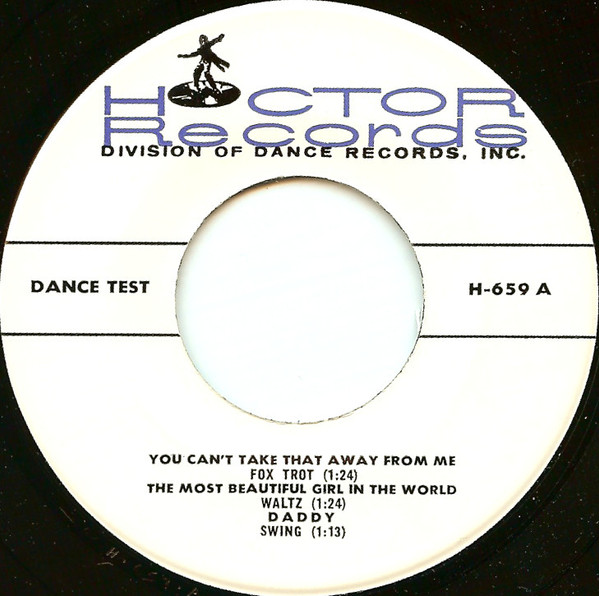 HOCTOR
Records
DIVISION OF DANCE RECORDS, INC.
DANCE TEST
H-659 A
YOU CAN'T TAKE THAT AWAY FROM ME
FOX TROT (1:24)
THE MOST BEAUTIFUL GIRL IN THE WORLD
WALTZ (1:24)
DADDY
SWING (1:13)